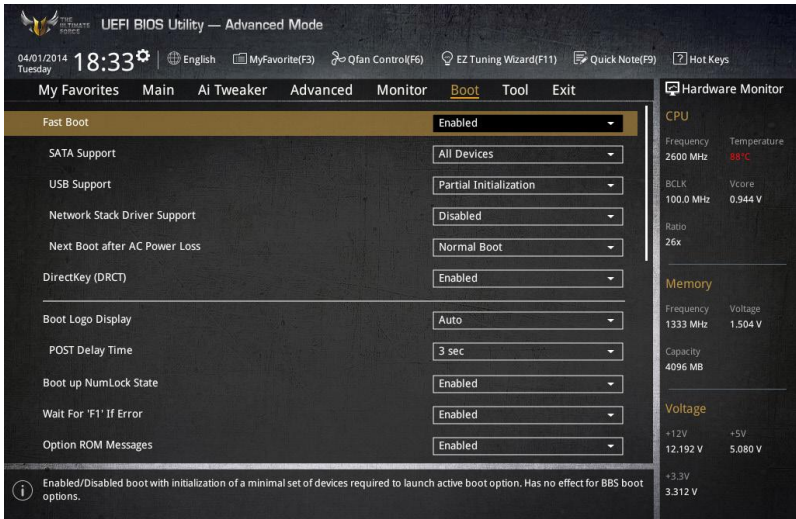 THE
ULTIMATE
FORCE
UEFI BIOS Utility — Advanced Mode
04/01/2014
Tuesday
18:33
English
MyFavorite(F3)
Qfan Control(F6)
EZ Tuning Wizard(F11)
Quick Note(F9)
? Hot Keys
My Favorites Main Ai Tweaker Advanced Monitor Boot Tool Exit
Fast Boot Enabled
SATA Support All Devices
USB Support Partial Initialization
Network Stack Driver Support Disabled
Next Boot after AC Power Loss Normal Boot
DirectKey (DRCT) Enabled
Boot Logo Display Auto
POST Delay Time 3 sec
Boot up NumLock State Enabled
Wait For 'F1' If Error Enabled
Option ROM Messages Enabled
i Enabled/Disabled boot with initialization of a minimal set of devices required to launch active boot option. Has no effect for BBS boot
options.
Hardware Monitor
CPU
Frequency Temperature
2600 MHz 88°C
BCLK Vcore
100.0 MHz 0.944 V
Ratio
26x
Memory
Frequency Voltage
1333 MHz 1.504 V
Capacity
4096 MB
Voltage
+12V +5V
12.192 V 5.080 V
+3.3V
3.312 V